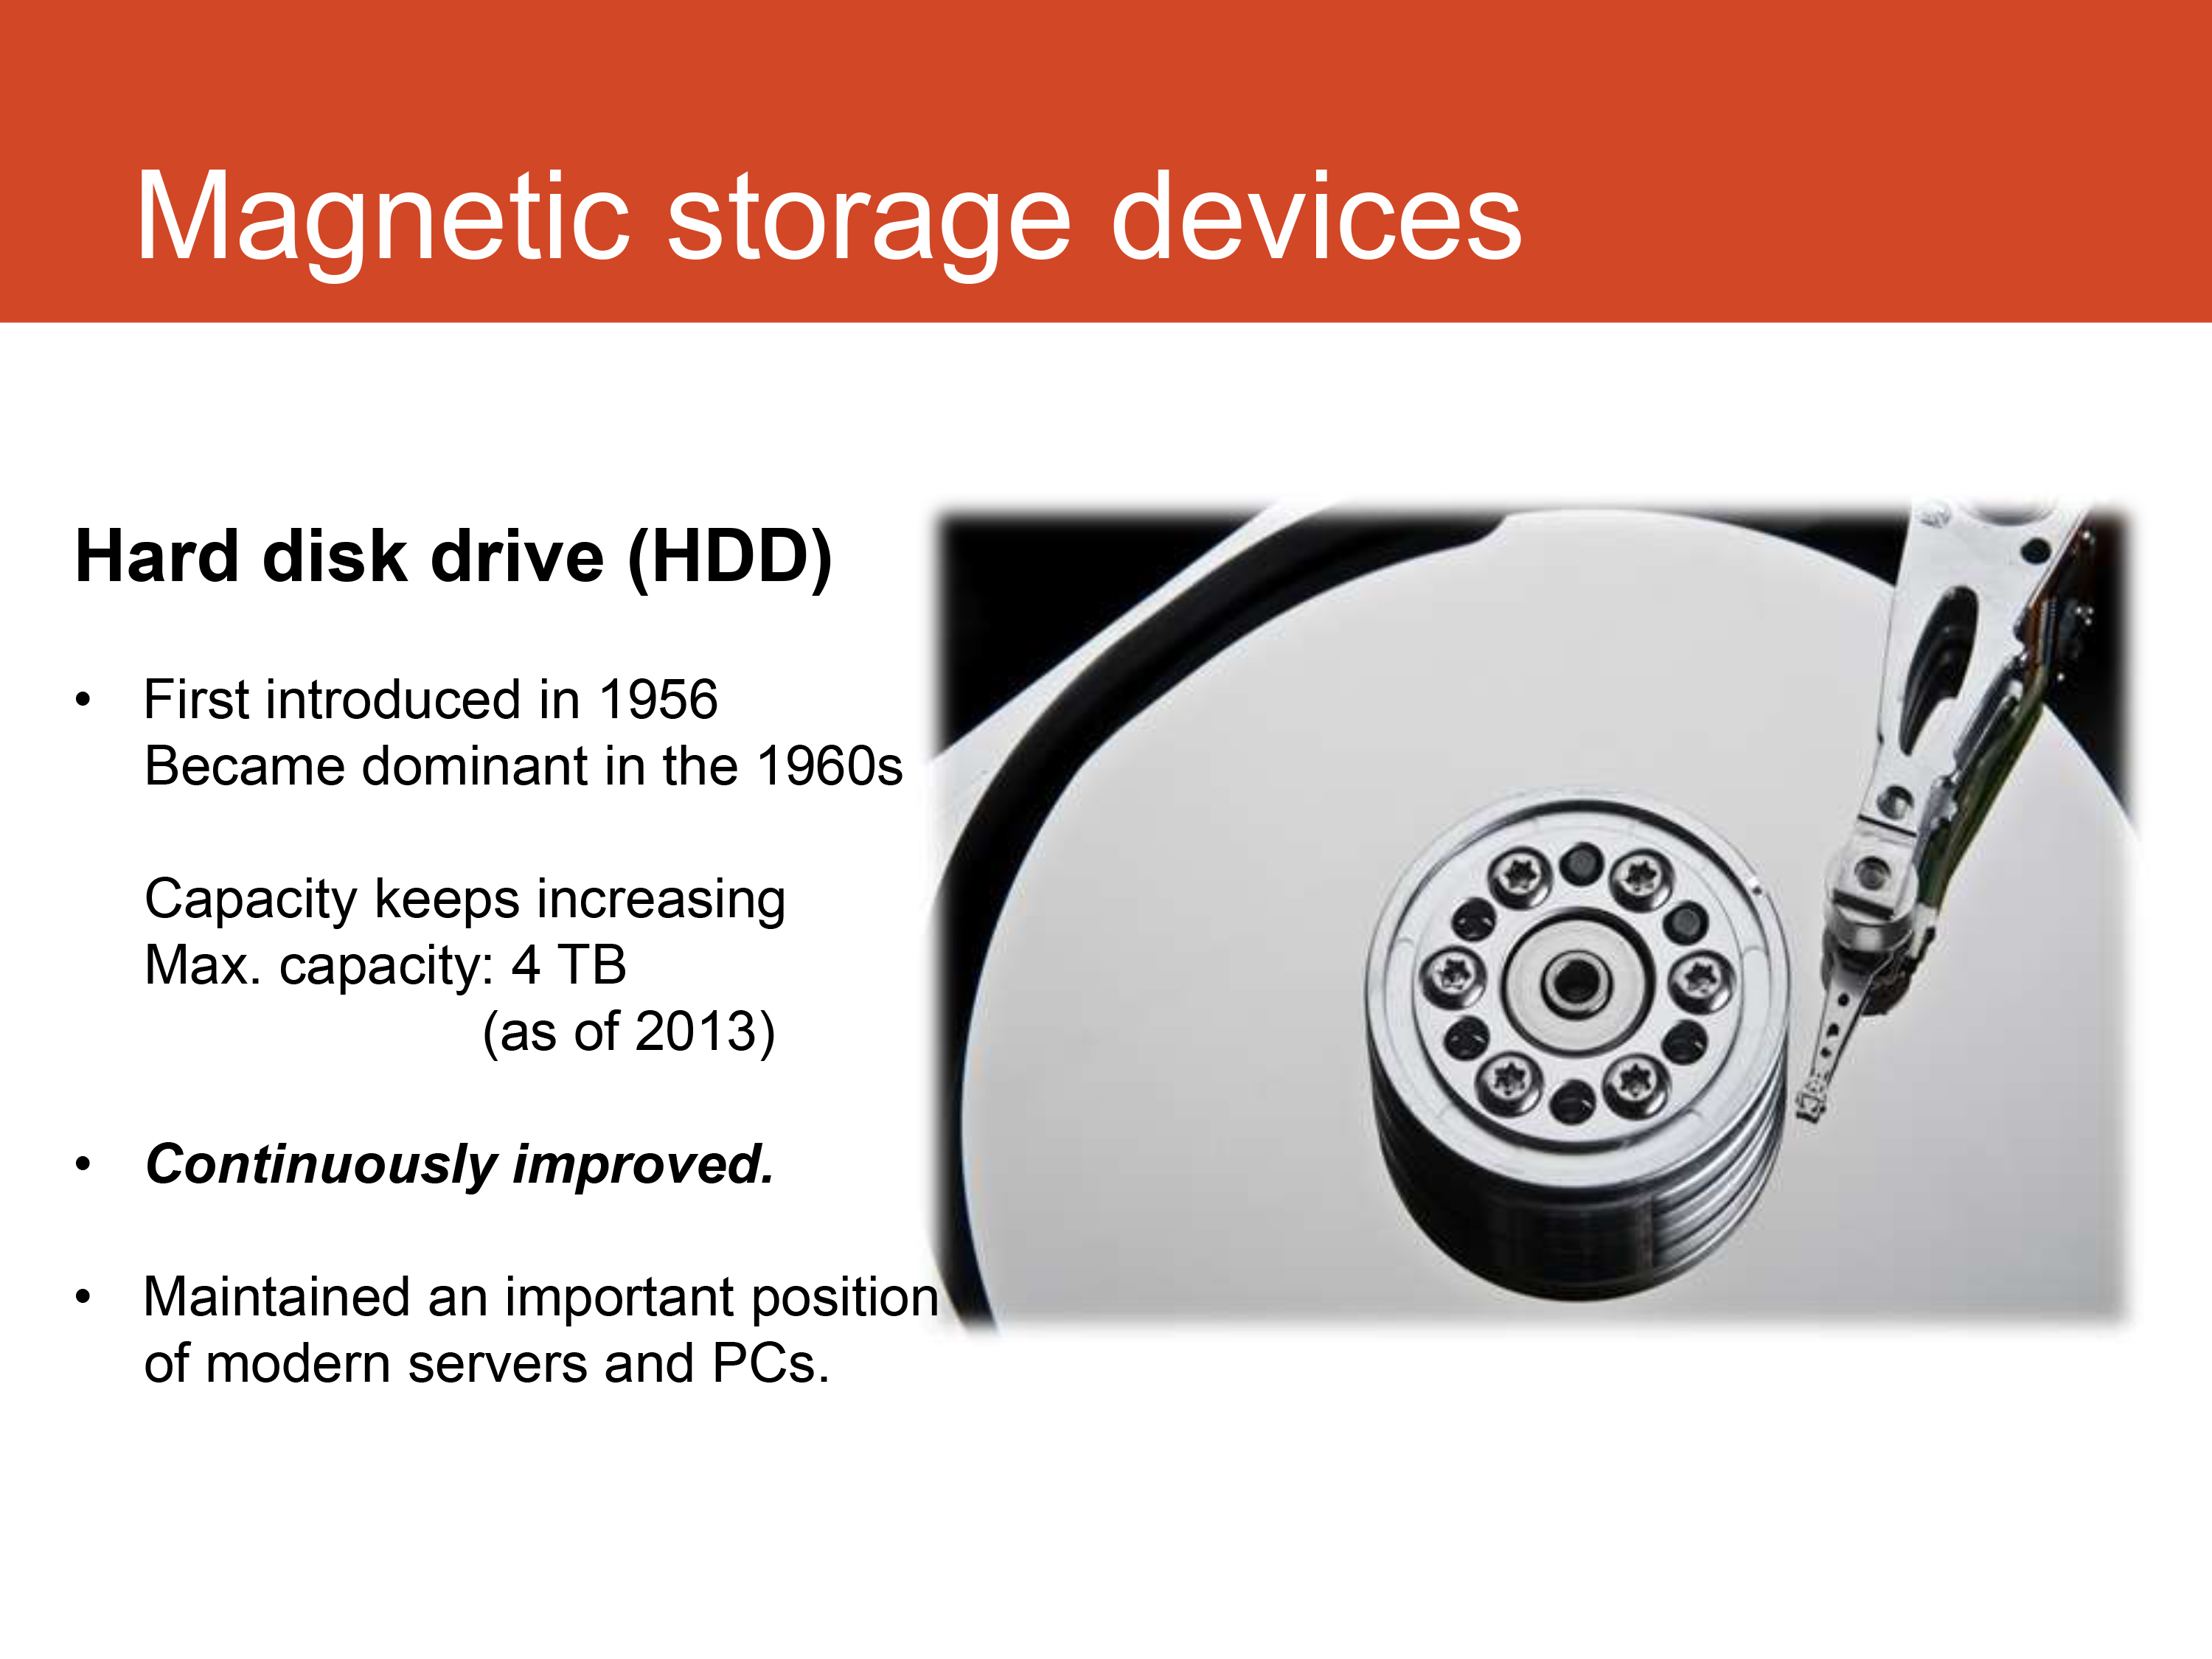 Magnetic storage devices
Hard disk drive (HDD)
• First introduced in 1956
Became dominant in the 1960s
Capacity keeps increasing
Max. capacity: 4 TB
(as of 2013)
• Continuously improved.
• Maintained an important position
of modern servers and PCs.